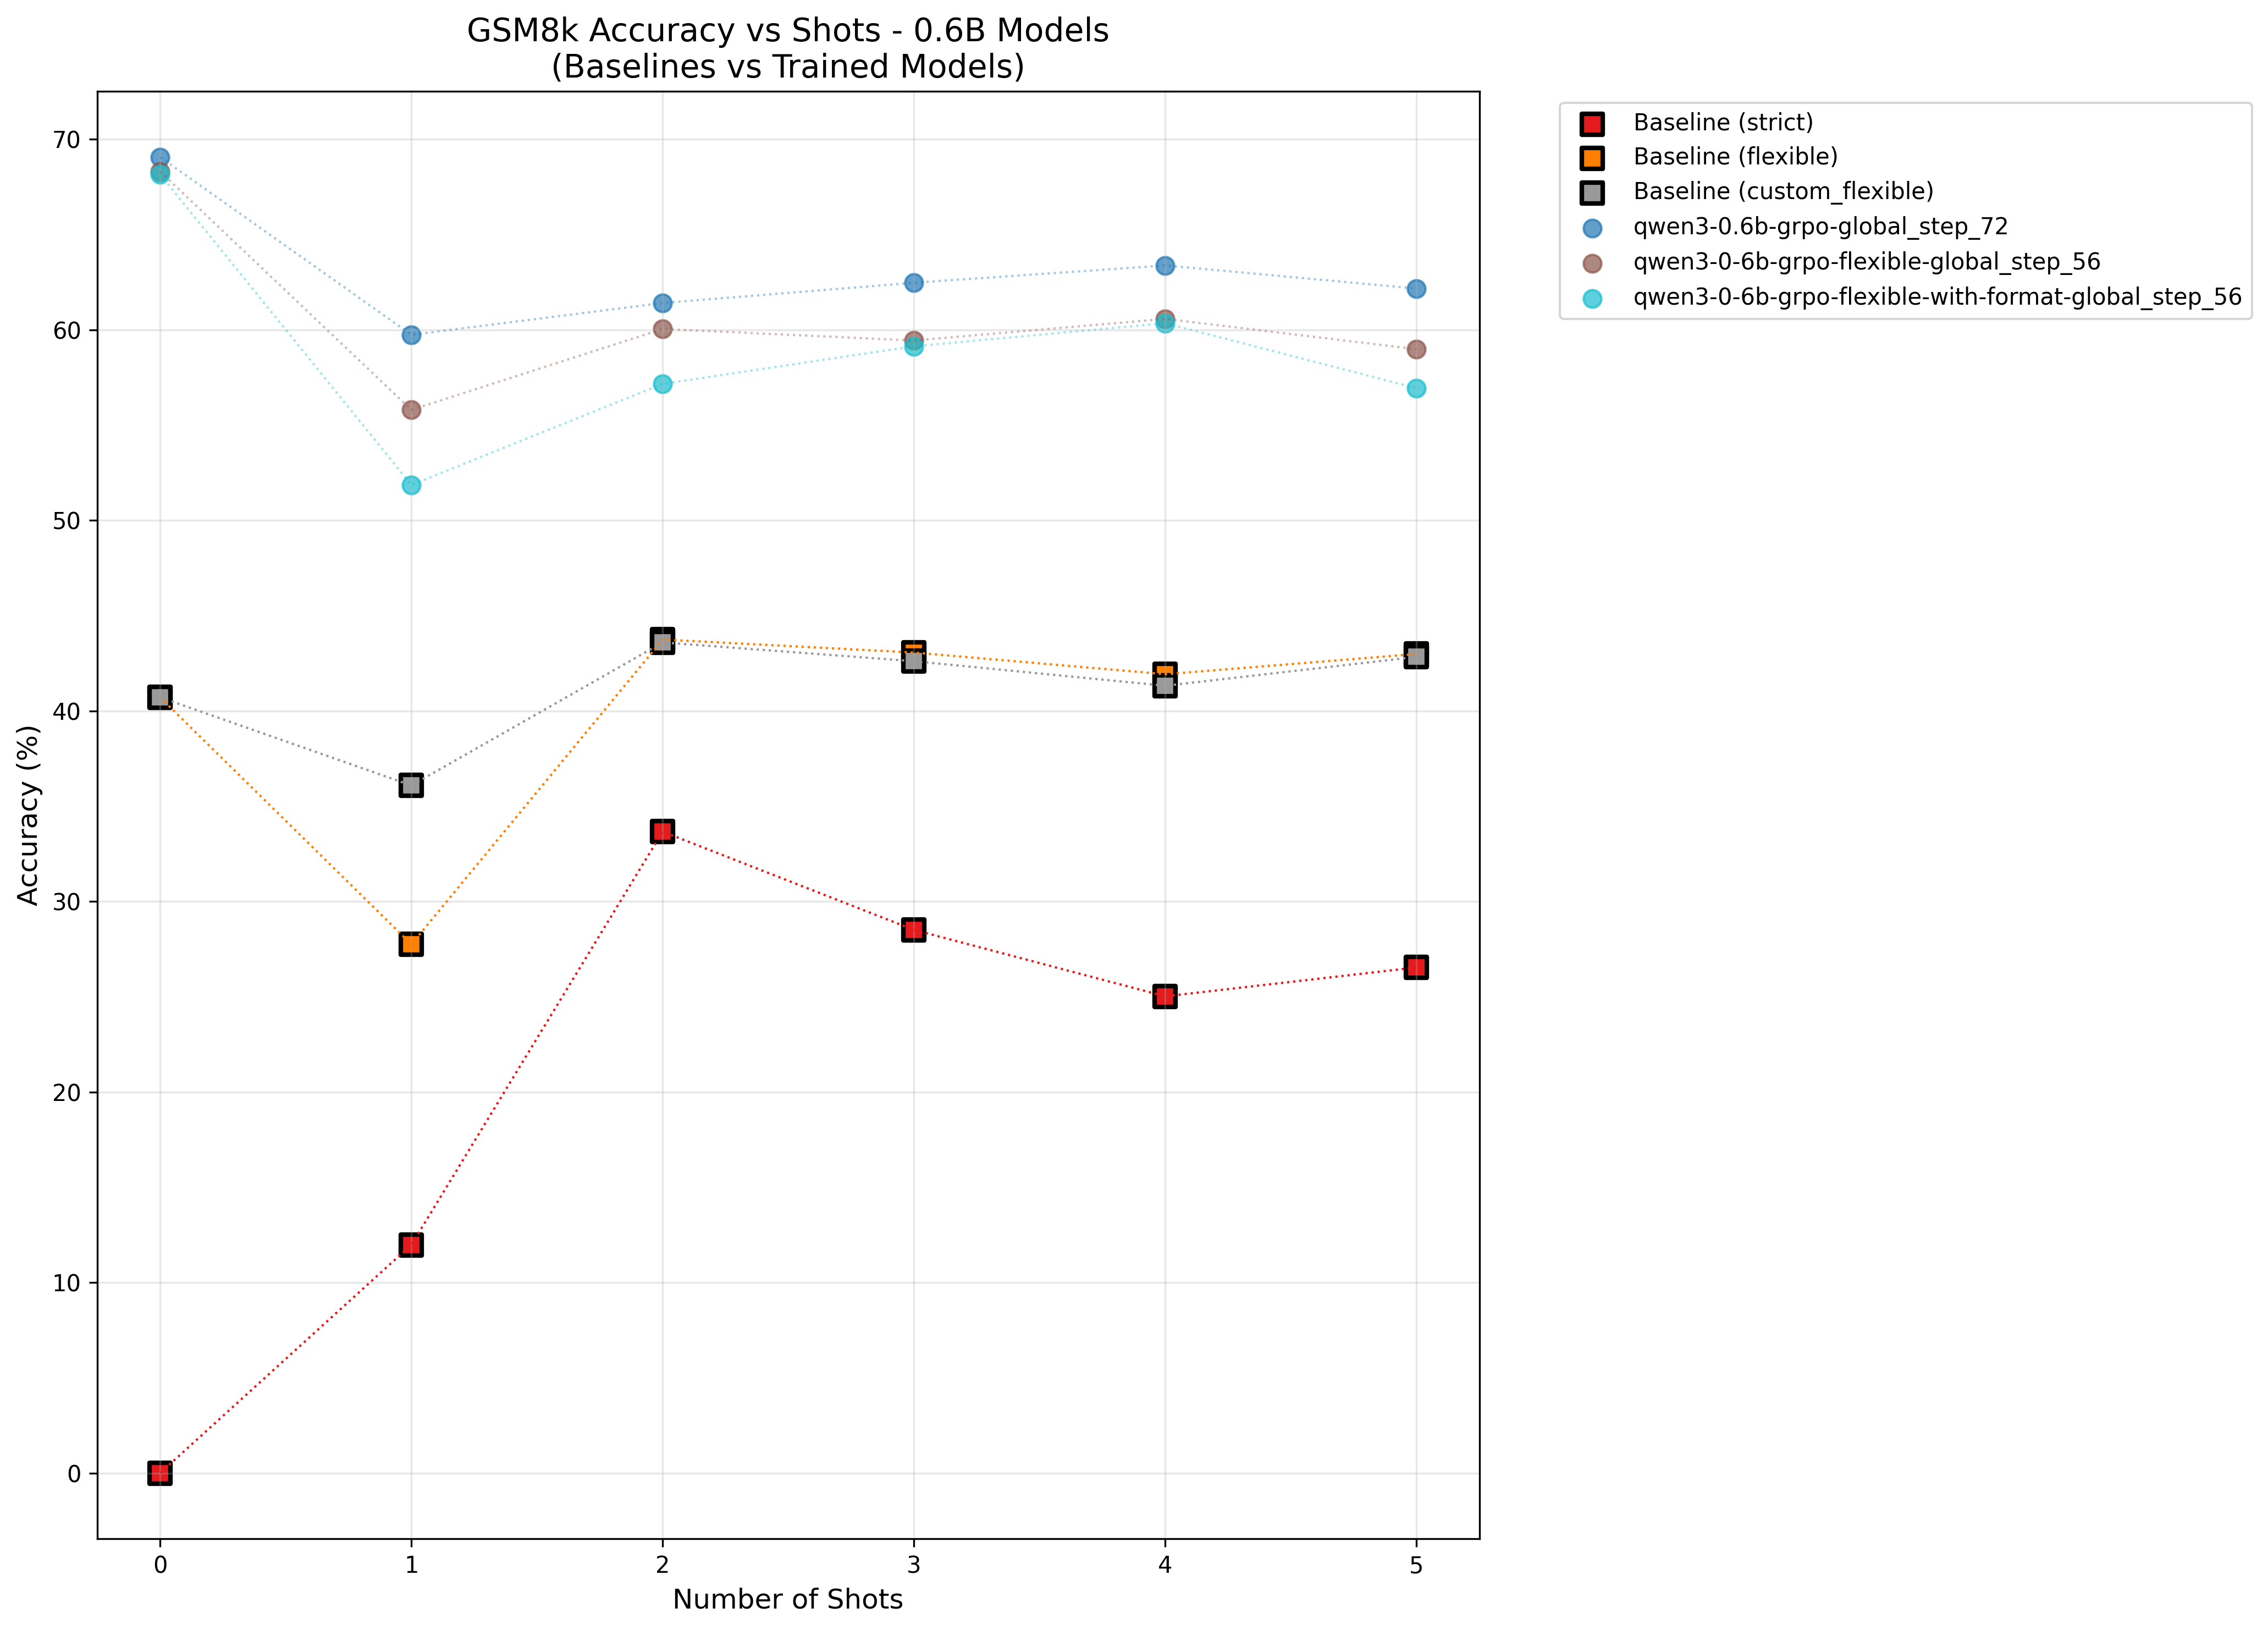 GSM8k Accuracy vs Shots - 0.6B Models
(Baselines vs Trained Models)
Baseline (strict)
Baseline (flexible)
Baseline (custom_flexible)
qwen3-0.6b-grpo-global_step_72
qwen3-0-6b-grpo-flexible-global_step_56
qwen3-0-6b-grpo-flexible-with-format-global_step_56
Accuracy (%)
70
60
50
40
30
20
10
0
0 1 2 3 4 5
Number of Shots